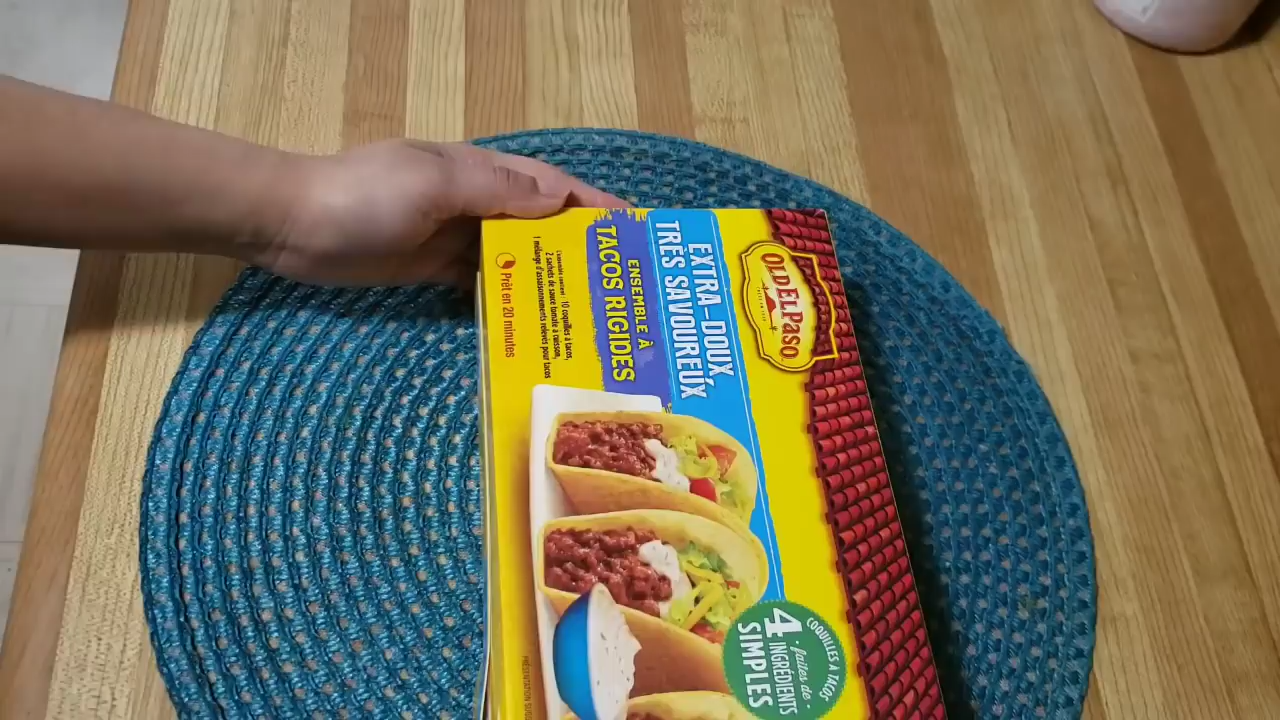 OLD EL PASO
EXTRA-DOUX,
TRÈS SAVOUREUX
ENSEMBLE À
TACOS RIGIDES
L'ensemble contient : 10 coquilles à tacos,
2 sachets de sauce tomate à cuisson,
1 mélange d'assaisonnements relevés pour tacos
Prêt en 20 minutes
COQUILLES À TACOS
• faites de •
4 INGRÉDIENTS
SIMPLES
PRÉSENTATION